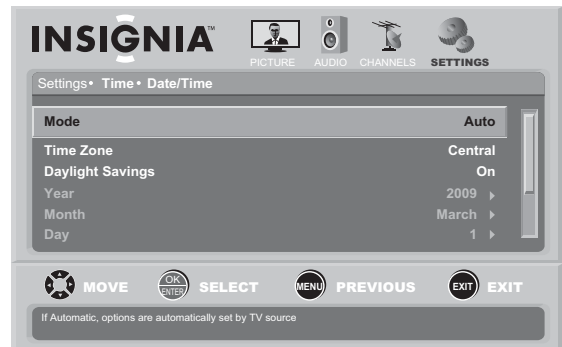 INSIGNIA™
PICTURE AUDIO CHANNELS SETTINGS
Settings• Time• Date/Time
Mode Auto
Time Zone Central
Daylight Savings On
Year 2009
Month March
Day 1
MOVE OK ENTER SELECT MENU PREVIOUS EXIT EXIT
If Automatic, options are automatically set by TV source